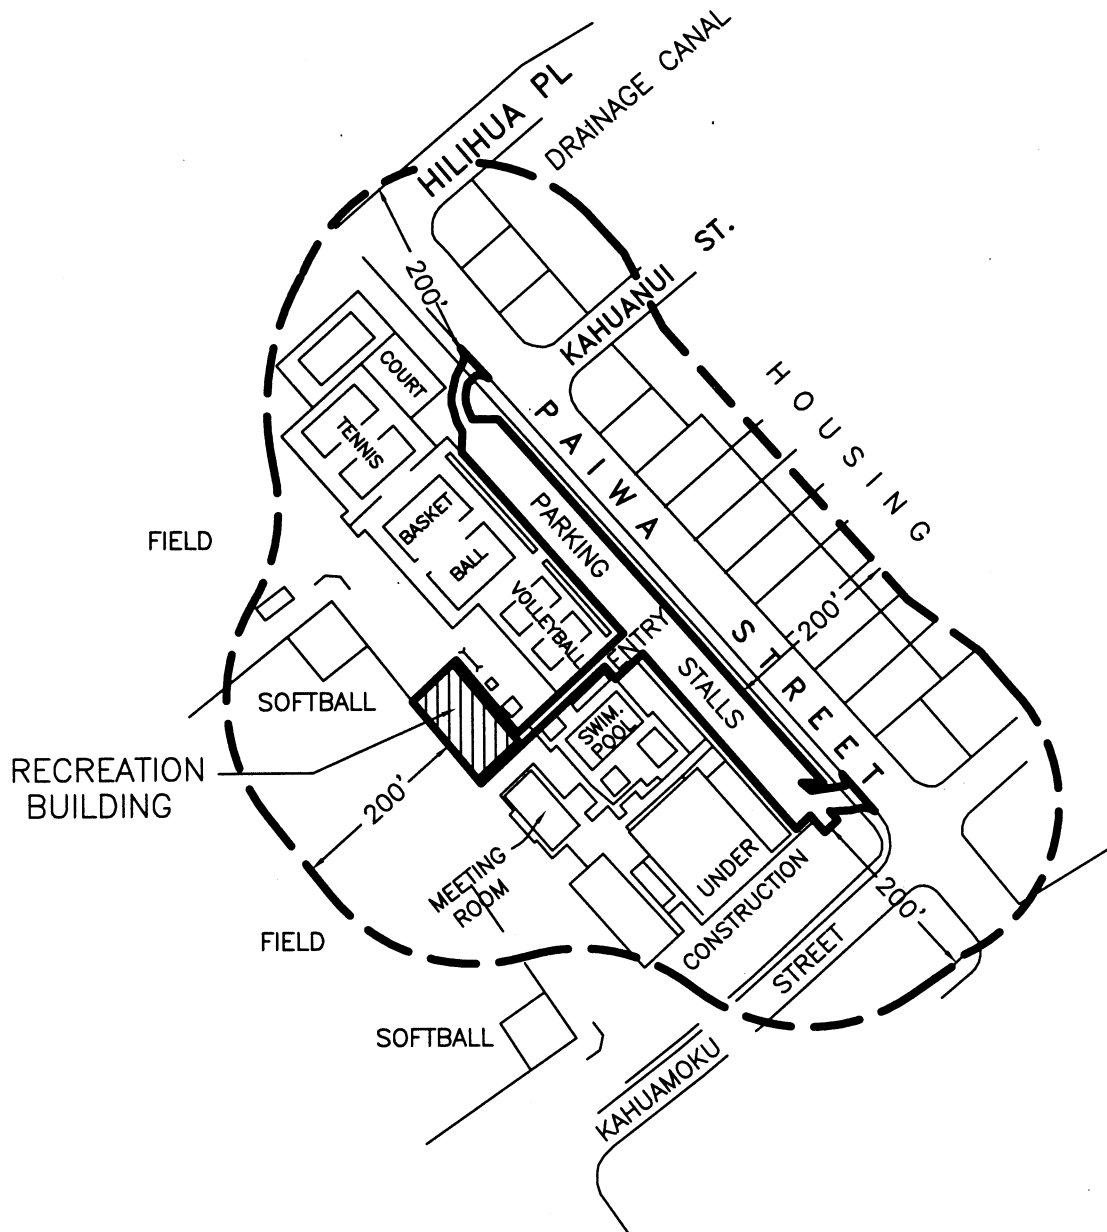 HILIHUA PL
DRAINAGE CANAL
KAHUANUI ST.
200'
COURT
TENNIS
PAIWA STREET
HOUSING
BASKET
BALL
PARKING
STALLS
FIELD
VOLLEYBALL
ENTRY
200'
SOFTBALL
SWIM.
POOL
RECREATION
BUILDING
200'
MEETING
ROOM
UNDER
CONSTRUCTION
200'
FIELD
STREET
SOFTBALL
KAHUAMOKU